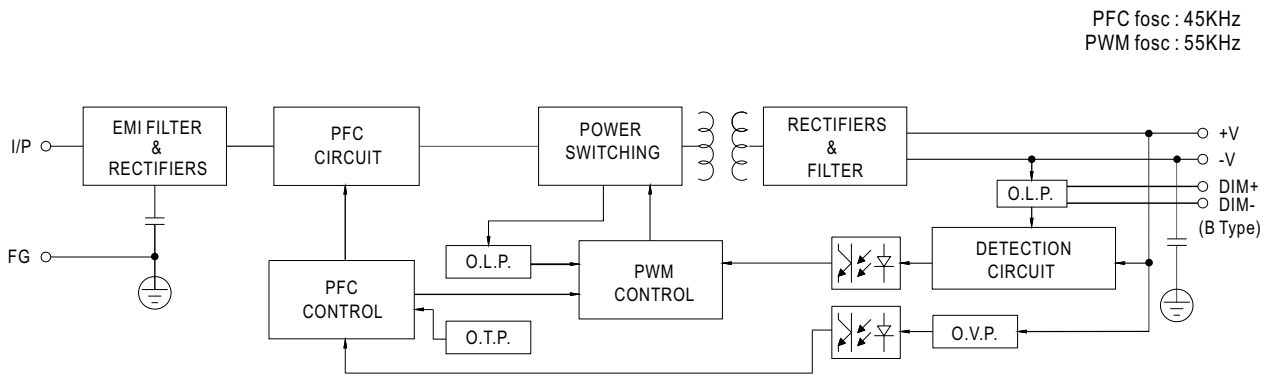 PFC fosc : 45KHz
PWM fosc : 55KHz
I/P
EMI FILTER
&
RECTIFIERS
PFC
CIRCUIT
POWER
SWITCHING
RECTIFIERS
&
FILTER
+V
-V
O.L.P.
DIM+
DIM-
(B Type)
FG
PFC
CONTROL
O.L.P.
PWM
CONTROL
DETECTION
CIRCUIT
O.T.P.
O.V.P.